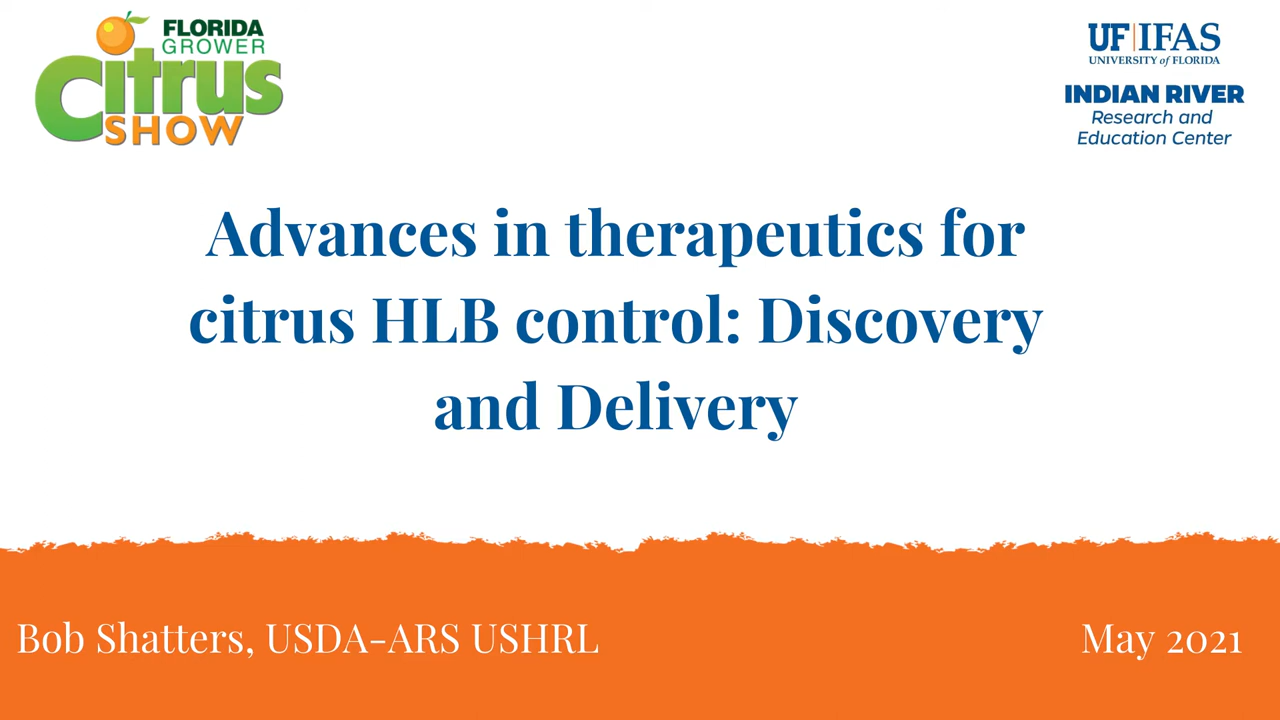 FLORIDA
GROWER
Citrus
SHOW
UF|IFAS
UNIVERSITY of FLORIDA
INDIAN RIVER
Research and
Education Center
Advances in therapeutics for
citrus HLB control: Discovery
and Delivery
Bob Shatters, USDA-ARS USHRL
May 2021